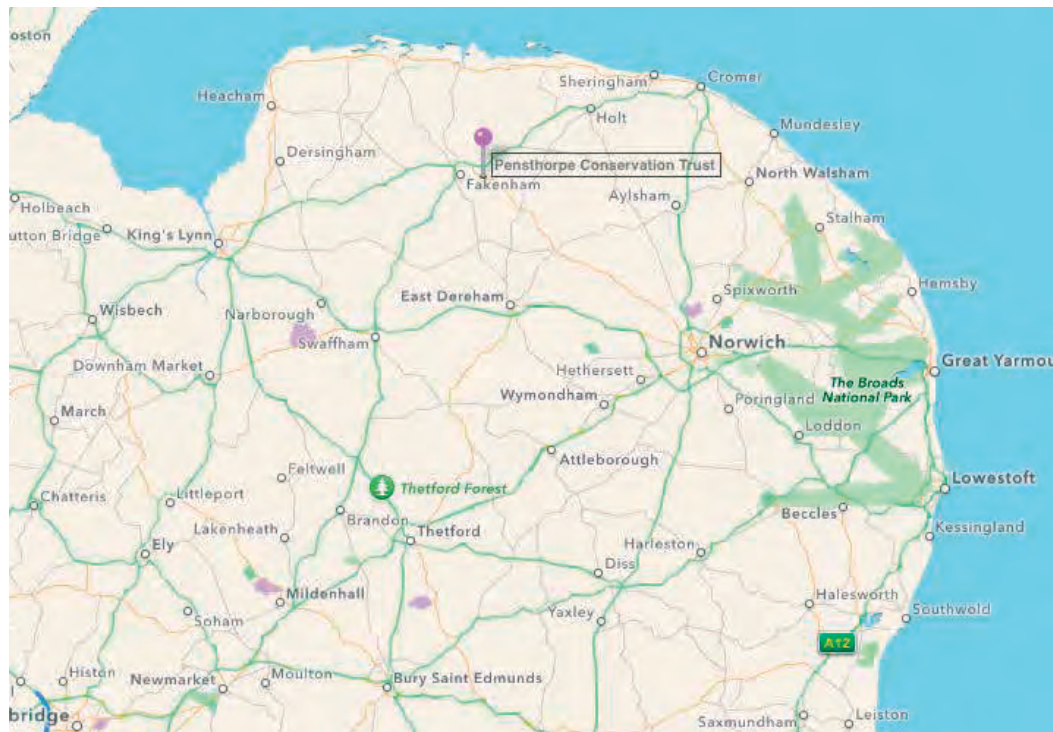 oston
Sheringham
Cromer
Heacham
Holt
Mundesley
Dersingham
Pensthorpe Conservation Trust
Fakenham
North Walsham
Holbeach
Aylsham
Stalham
utton Bridge
King's Lynn
Hemsby
East Dereham
Spixworth
Wisbech
Narborough
Swaffham
Norwich
Downham Market
Hethersett
Great Yarmou
The Broads
National Park
Wymondham
Poringland
March
Loddon
Attleborough
Feltwell
Thetford Forest
Lowestoft
Chatteris
Littleport
Brandon
Beccles
Lakenheath
Thetford
Kessingland
Ely
Harleston
Diss
Mildenhall
Halesworth
Southwold
Soham
Yaxley
A12
Histon
Newmarket
Moulton
Bury Saint Edmunds
bridge
Saxmundham
Leiston